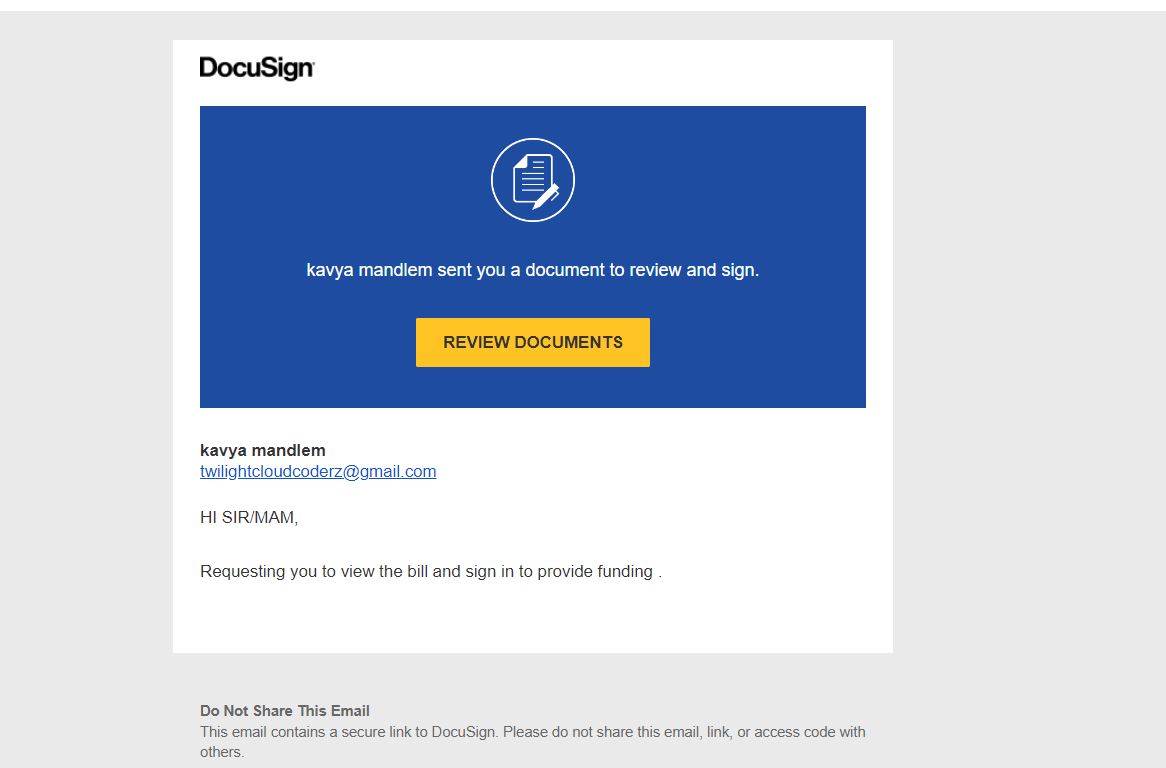 DocuSign
kavya mandlem sent you a document to review and sign.
REVIEW DOCUMENTS
kavya mandlem
twilightcloudcoderz@gmail.com
HI SIR/MAM,
Requesting you to view the bill and sign in to provide funding .
Do Not Share This Email
This email contains a secure link to DocuSign. Please do not share this email, link, or access code with
others.